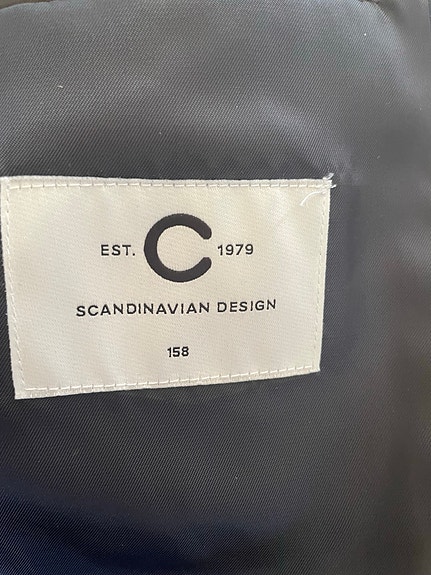 EST. C 1979
SCANDINAVIAN DESIGN
158